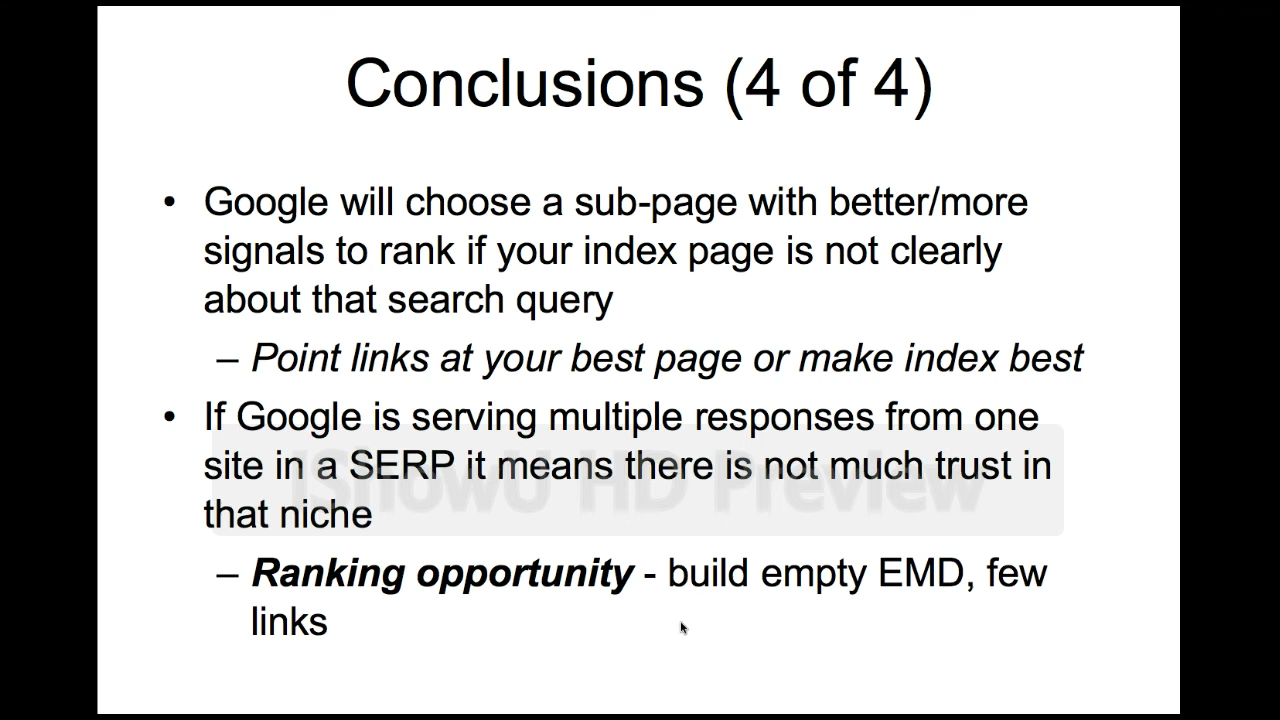 Conclusions (4 of 4)
• Google will choose a sub-page with better/more
signals to rank if your index page is not clearly
about that search query
– Point links at your best page or make index best
• If Google is serving multiple responses from one
site in a SERP it means there is not much trust in
that niche
iShowU HD Preview
– Ranking opportunity - build empty EMD, few
links